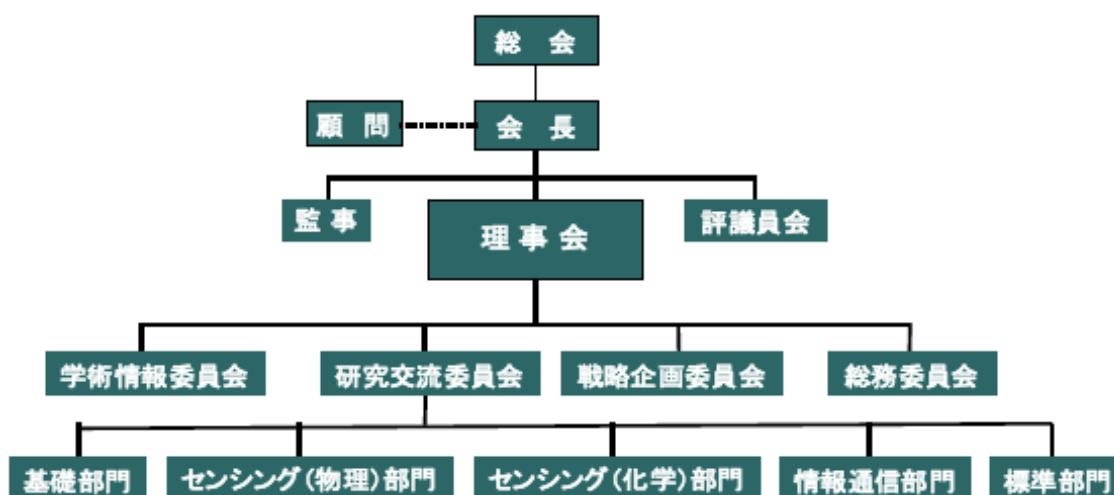 総 会
顧 問
会 長
監 事
理 事 会
評議員会
学術情報委員会
研究交流委員会
戦略企画委員会
総務委員会
基礎部門
センシング(物理)部門
センシング(化学)部門
情報通信部門
標準部門